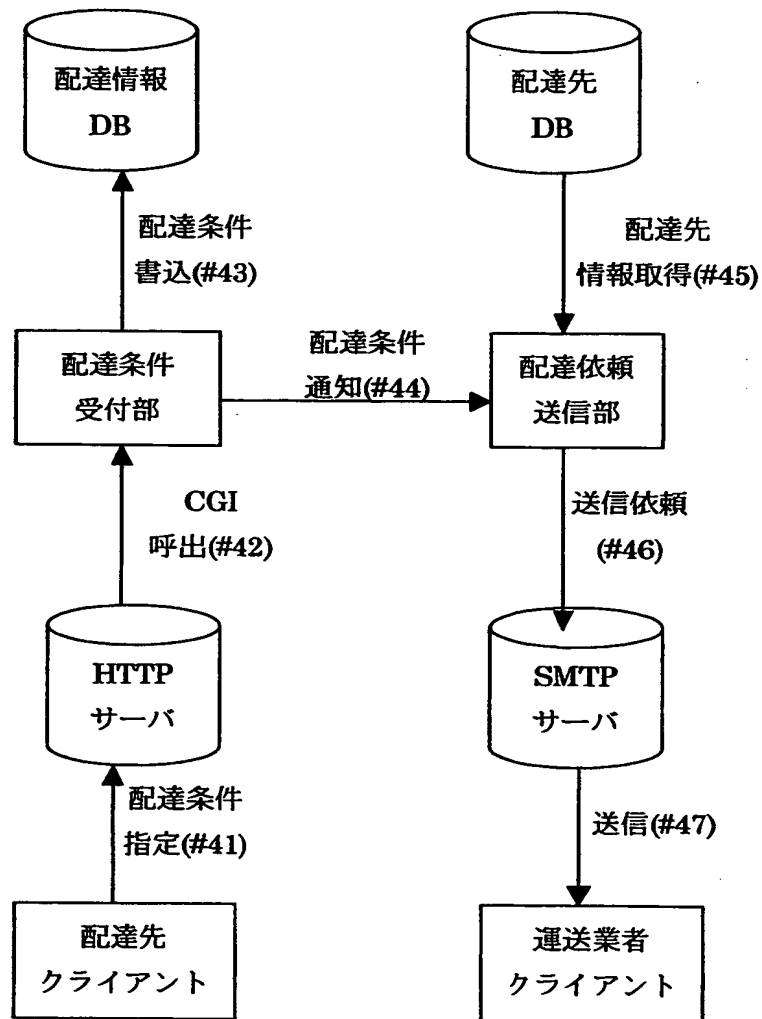 配達情報
DB
配達先
DB
配達条件
書込(#43)
配達先
情報取得(#45)
配達条件
受付部
配達条件
通知(#44)
配達依頼
送信部
CGI
呼出(#42)
送信依頼
(#46)
HTTP
サーバ
SMTP
サーバ
配達条件
指定(#41)
送信(#47)
配達先
クライアント
運送業者
クライアント